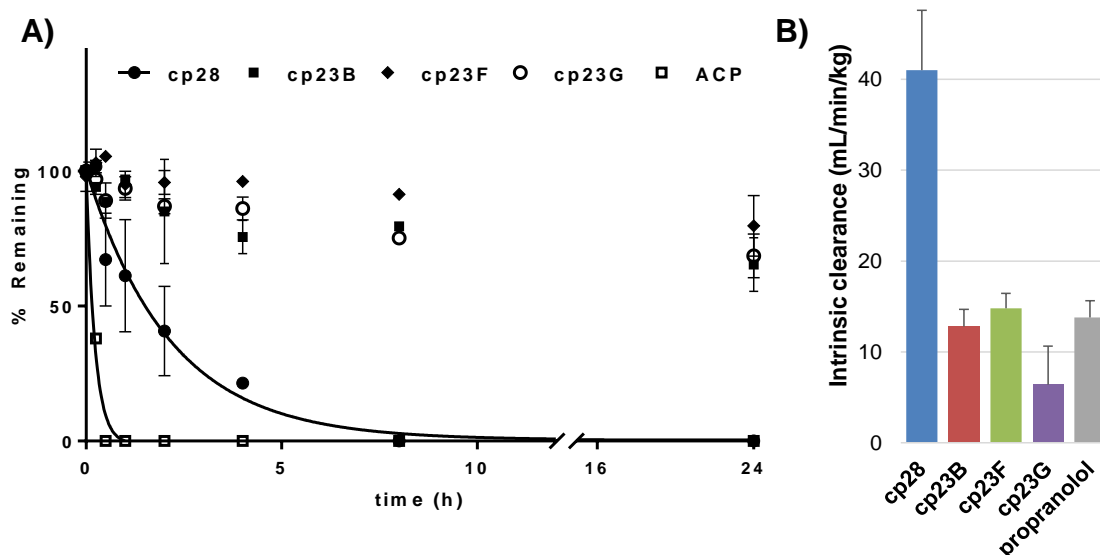 A)
cp28 cp23B cp23F cp23G ACP
% Remaining
100
50
0
0 5 10 16 24
time (h)
B)
Intrinsic clearance (mL/min/kg)
40
30
20
10
0
cp28
cp23B
cp23F
cp23G
propranolol